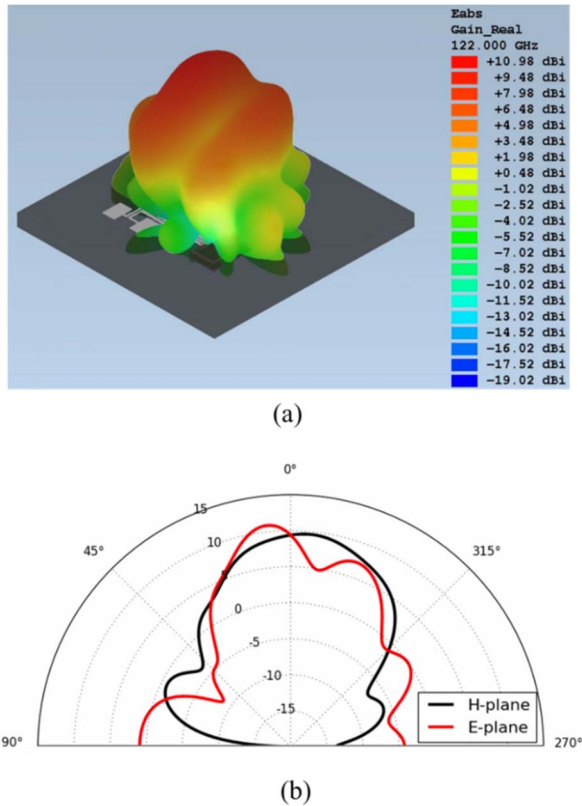 Eabs
Gain_Real
122.000 GHz
+10.98 dBi
+9.48 dBi
+7.98 dBi
+6.48 dBi
+4.98 dBi
+3.48 dBi
+1.98 dBi
+0.48 dBi
-1.02 dBi
-2.52 dBi
-4.02 dBi
-5.52 dBi
-7.02 dBi
-8.52 dBi
-10.02 dBi
-11.52 dBi
-13.02 dBi
-14.52 dBi
-16.02 dBi
-17.52 dBi
-19.02 dBi
(a)
0°
15
45°
10
315°
5
0
-5
-10
-15
H-plane
E-plane
90°
270°
(b)